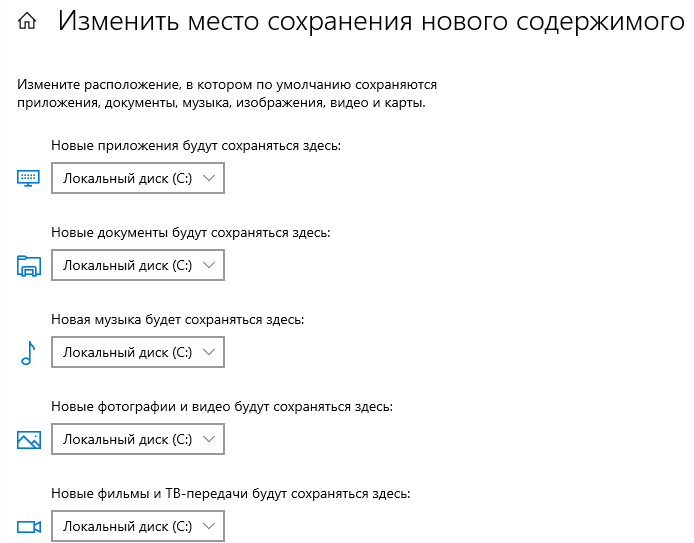 Изменить место сохранения нового содержимого
Измените расположение, в котором по умолчанию сохраняются
приложения, документы, музыка, изображения, видео и карты.
Новые приложения будут сохраняться здесь:
Локальный диск (C:)
Новые документы будут сохраняться здесь:
Локальный диск (C:)
Новая музыка будет сохраняться здесь:
Локальный диск (C:)
Новые фотографии и видео будут сохраняться здесь:
Локальный диск (C:)
Новые фильмы и ТВ-передачи будут сохраняться здесь:
Локальный диск (C:)